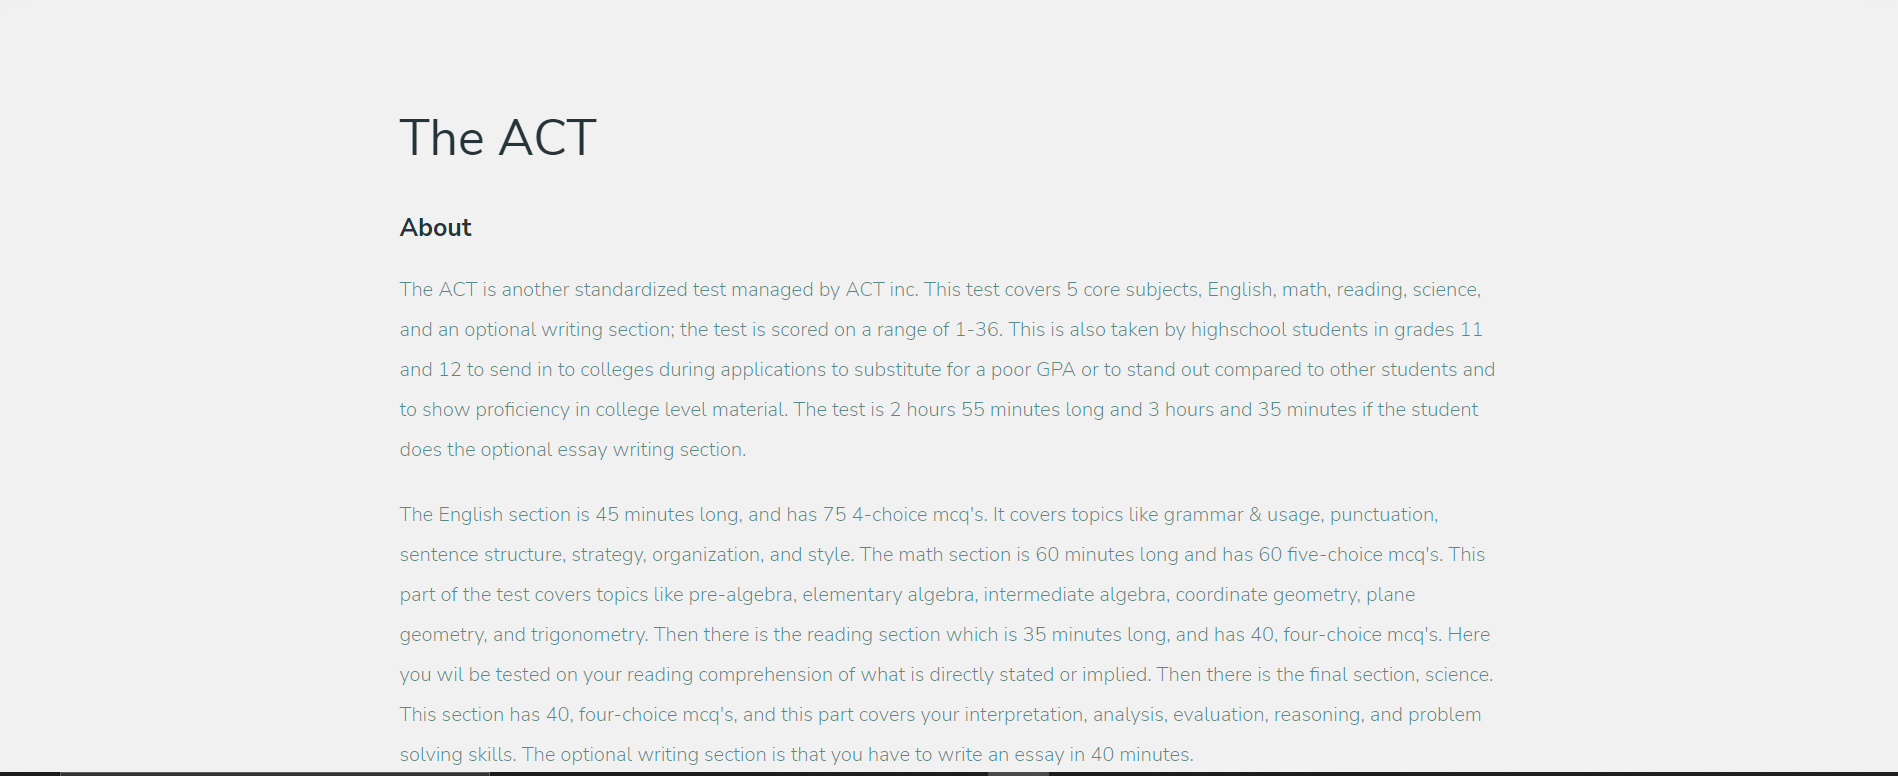 The ACT
About
The ACT is another standardized test managed by ACT inc. This test covers 5 core subjects, English, math, reading, science,
and an optional writing section; the test is scored on a range of 1-36. This is also taken by highschool students in grades 11
and 12 to send in to colleges during applications to substitute for a poor GPA or to stand out compared to other students and
to show proficiency in college level material. The test is 2 hours 55 minutes long and 3 hours and 35 minutes if the student
does the optional essay writing section.
The English section is 45 minutes long, and has 75 4-choice mcq's. It covers topics like grammar & usage, punctuation,
sentence structure, strategy, organization, and style. The math section is 60 minutes long and has 60 five-choice mcq's. This
part of the test covers topics like pre-algebra, elementary algebra, intermediate algebra, coordinate geometry, plane
geometry, and trigonometry. Then there is the reading section which is 35 minutes long, and has 40, four-choice mcq's. Here
you wil be tested on your reading comprehension of what is directly stated or implied. Then there is the final section, science.
This section has 40, four-choice mcq's, and this part covers your interpretation, analysis, evaluation, reasoning, and problem
solving skills. The optional writing section is that you have to write an essay in 40 minutes.